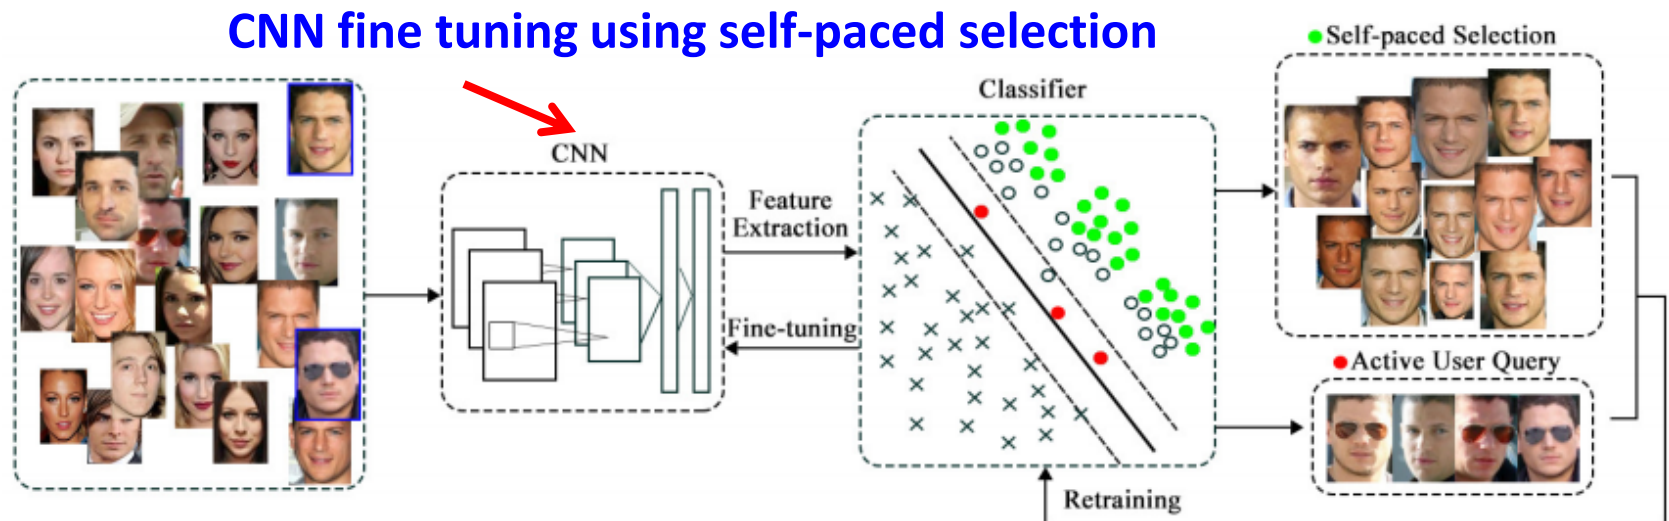 CNN fine tuning using self-paced selection
Self-paced Selection
Classifier
CNN
Feature
Extraction
Fine-tuning
Active User Query
Retraining